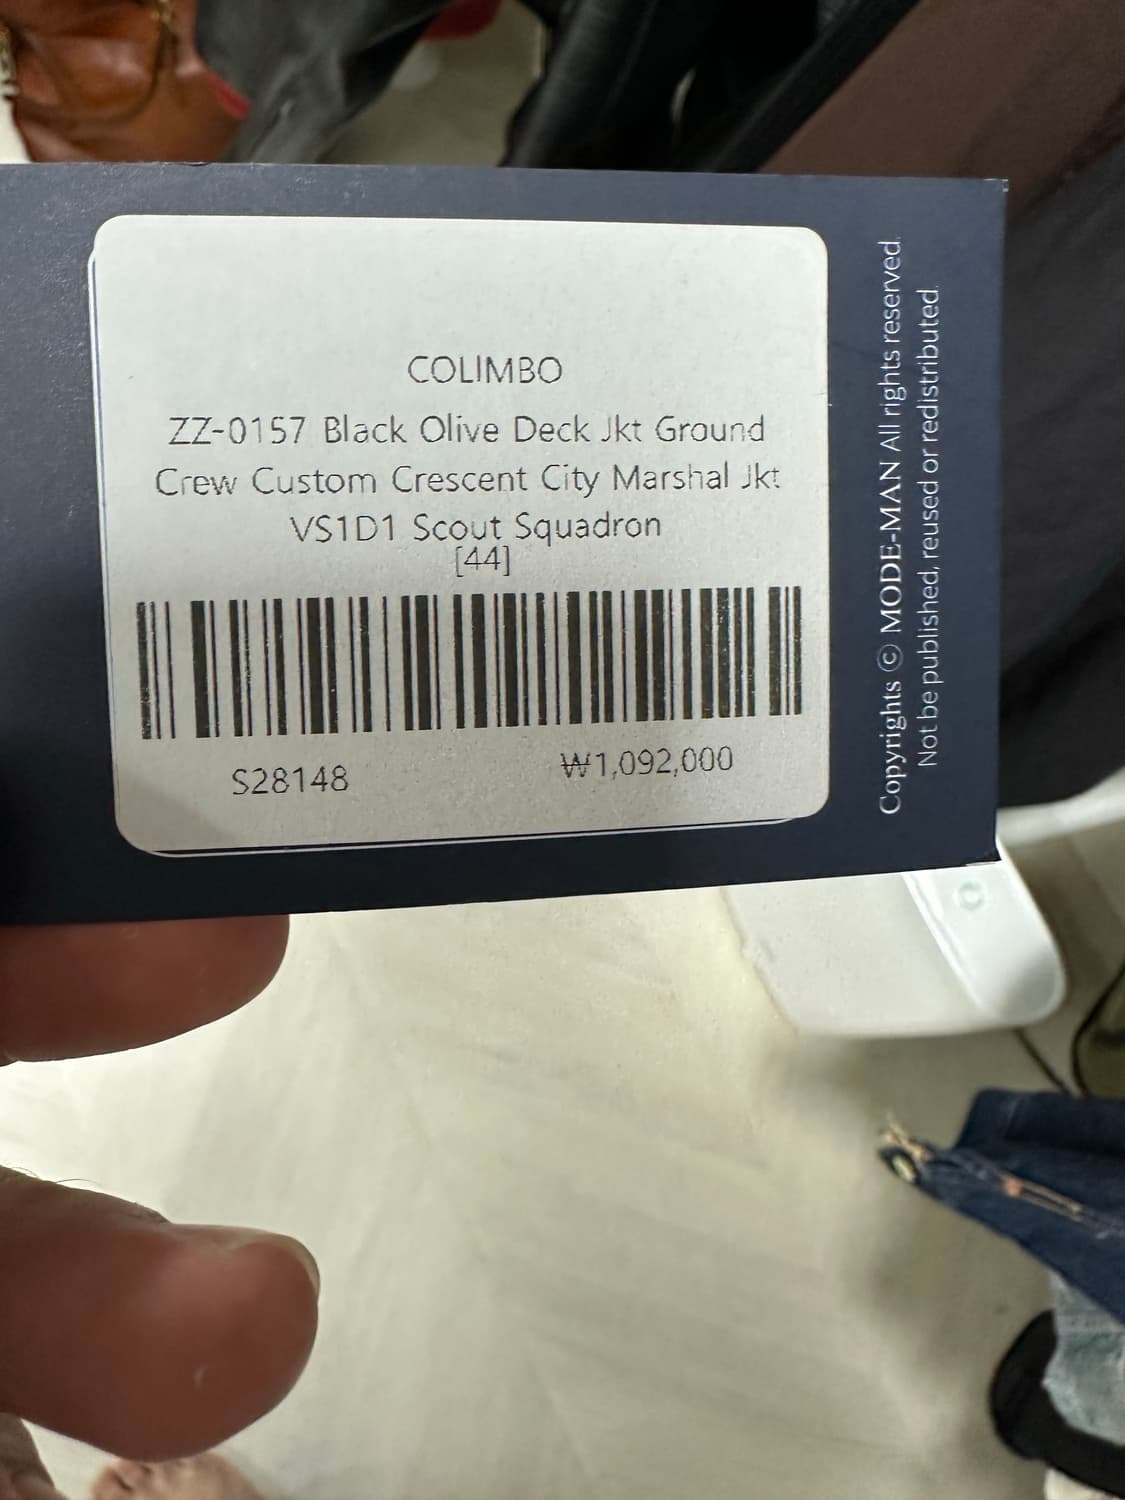 COLIMBO
ZZ-0157 Black Olive Deck Jkt Ground
Crew Custom Crescent City Marshal Jkt
VS1D1 Scout Squadron
[44]
S28148
₩1,092,000
Copyrights © MODE-MAN All rights reserved.
Not be published, reused or redistributed.